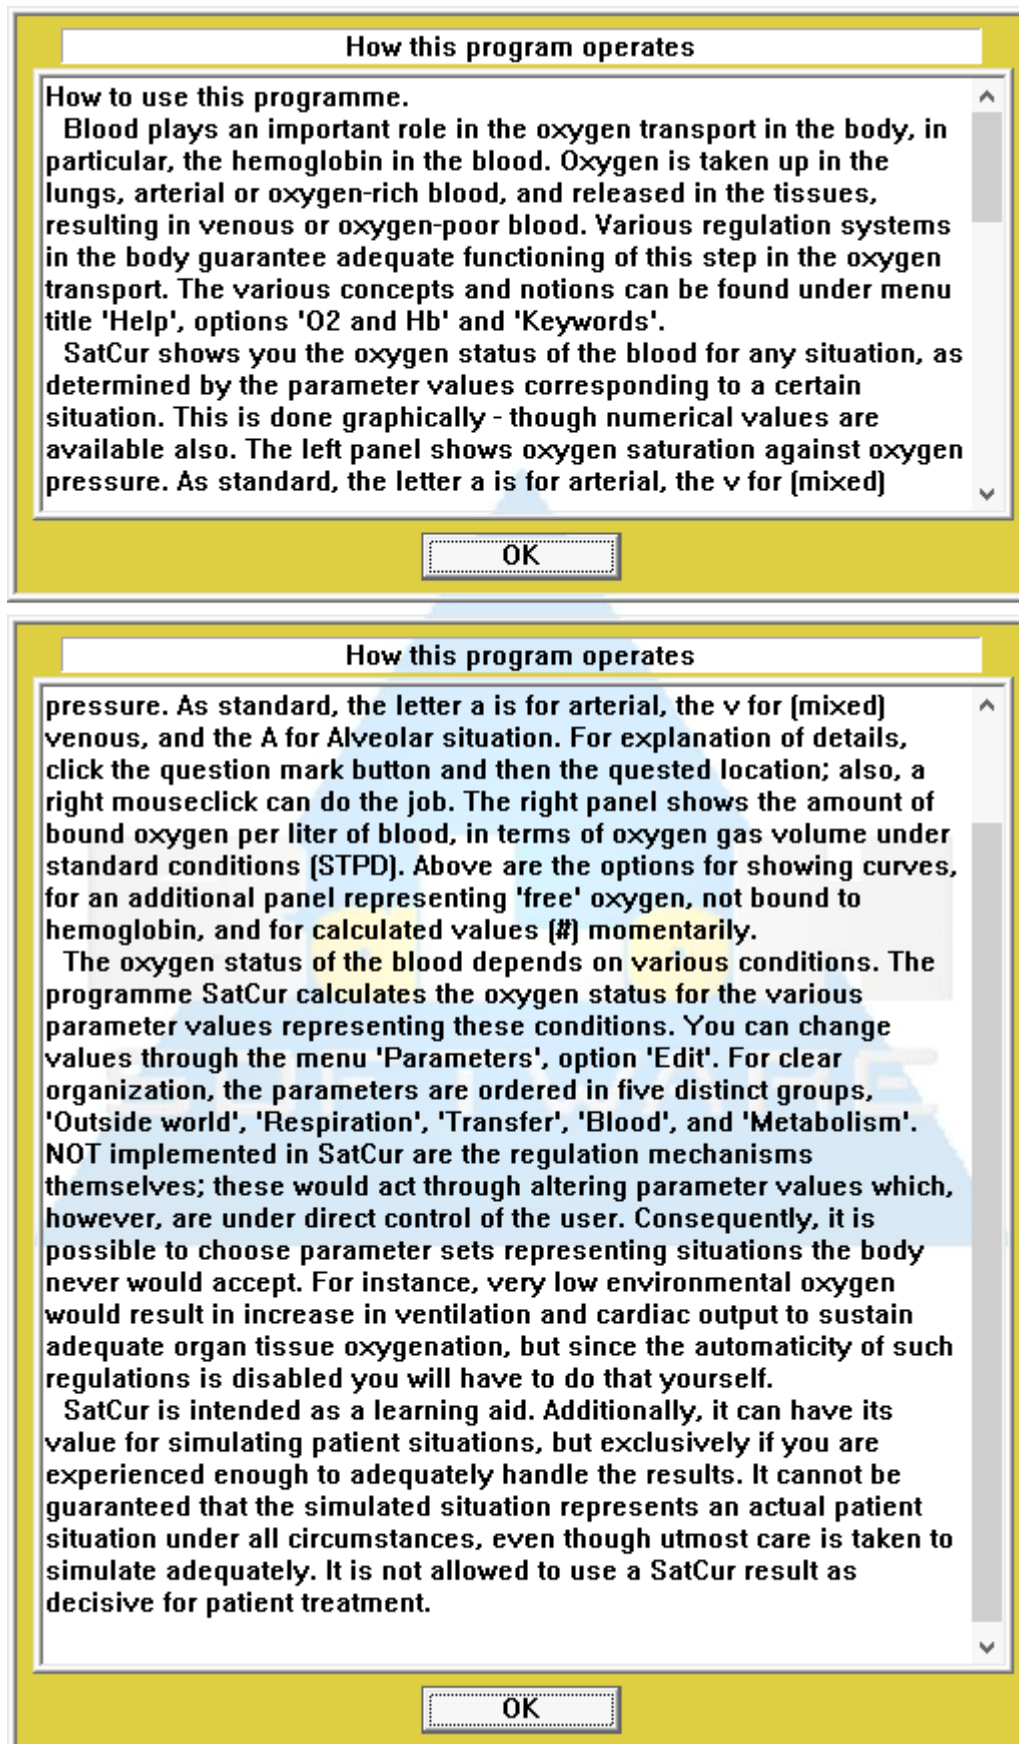 How this program operates
How to use this programme.
Blood plays an important role in the oxygen transport in the body, in
particular, the hemoglobin in the blood. Oxygen is taken up in the
lungs, arterial or oxygen-rich blood, and released in the tissues,
resulting in venous or oxygen-poor blood. Various regulation systems
in the body guarantee adequate functioning of this step in the oxygen
transport. The various concepts and notions can be found under menu
title 'Help', options 'O2 and Hb' and 'Keywords'.
SatCur shows you the oxygen status of the blood for any situation, as
determined by the parameter values corresponding to a certain
situation. This is done graphically - though numerical values are
available also. The left panel shows oxygen saturation against oxygen
pressure. As standard, the letter a is for arterial, the v for (mixed)
OK
How this program operates
pressure. As standard, the letter a is for arterial, the v for (mixed)
venous, and the A for Alveolar situation. For explanation of details,
click the question mark button and then the quested location; also, a
right mouseclick can do the job. The right panel shows the amount of
bound oxygen per liter of blood, in terms of oxygen gas volume under
standard conditions (STPD). Above are the options for showing curves,
for an additional panel representing 'free' oxygen, not bound to
hemoglobin, and for calculated values (#) momentarily.
The oxygen status of the blood depends on various conditions. The
programme SatCur calculates the oxygen status for the various
parameter values representing these conditions. You can change
values through the menu 'Parameters', option 'Edit'. For clear
organization, the parameters are ordered in five distinct groups,
'Outside world', 'Respiration', 'Transfer', 'Blood', and 'Metabolism'.
NOT implemented in SatCur are the regulation mechanisms
themselves; these would act through altering parameter values which,
however, are under direct control of the user. Consequently, it is
possible to choose parameter sets representing situations the body
never would accept. For instance, very low environmental oxygen
would result in increase in ventilation and cardiac output to sustain
adequate organ tissue oxygenation, but since the automaticity of such
regulations is disabled you will have to do that yourself.
SatCur is intended as a learning aid. Additionally, it can have its
value for simulating patient situations, but exclusively if you are
experienced enough to adequately handle the results. It cannot be
guaranteed that the simulated situation represents an actual patient
situation under all circumstances, even though utmost care is taken to
simulate adequately. It is not allowed to use a SatCur result as
decisive for patient treatment.
OK
SOFTWARE